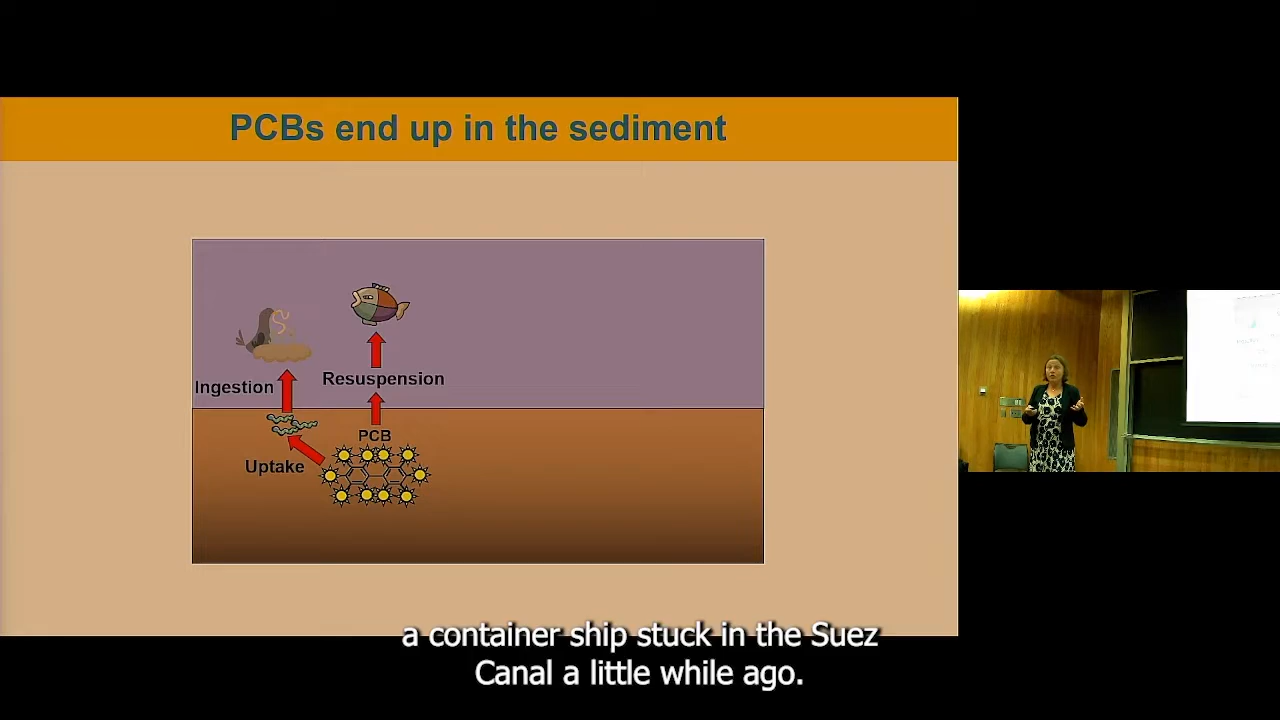 PCBs end up in the sediment
Ingestion
Resuspension
PCB
Uptake
a container ship stuck in the Suez
Canal a little while ago.